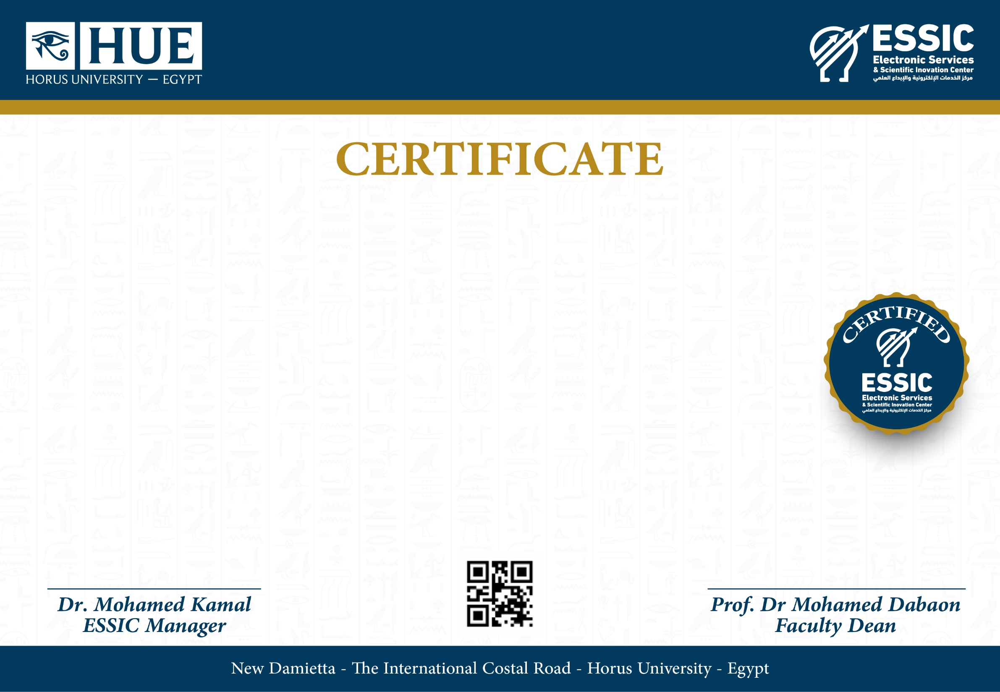 HUE
HORUS UNIVERSITY — EGYPT
ESSIC
Electronic Services
& Scientific Inovation Center
مركز الخدمات الإلكترونية والإبداع العلمي
CERTIFICATE
CERTIFIED
ESSIC
Electronic Services
& Scientific Inovation Center
مركز الخدمات الإلكترونية والإبداع العلمي
Dr. Mohamed Kamal
ESSIC Manager
Prof. Dr Mohamed Dabaon
Faculty Dean
New Damietta - The International Costal Road - Horus University - Egypt